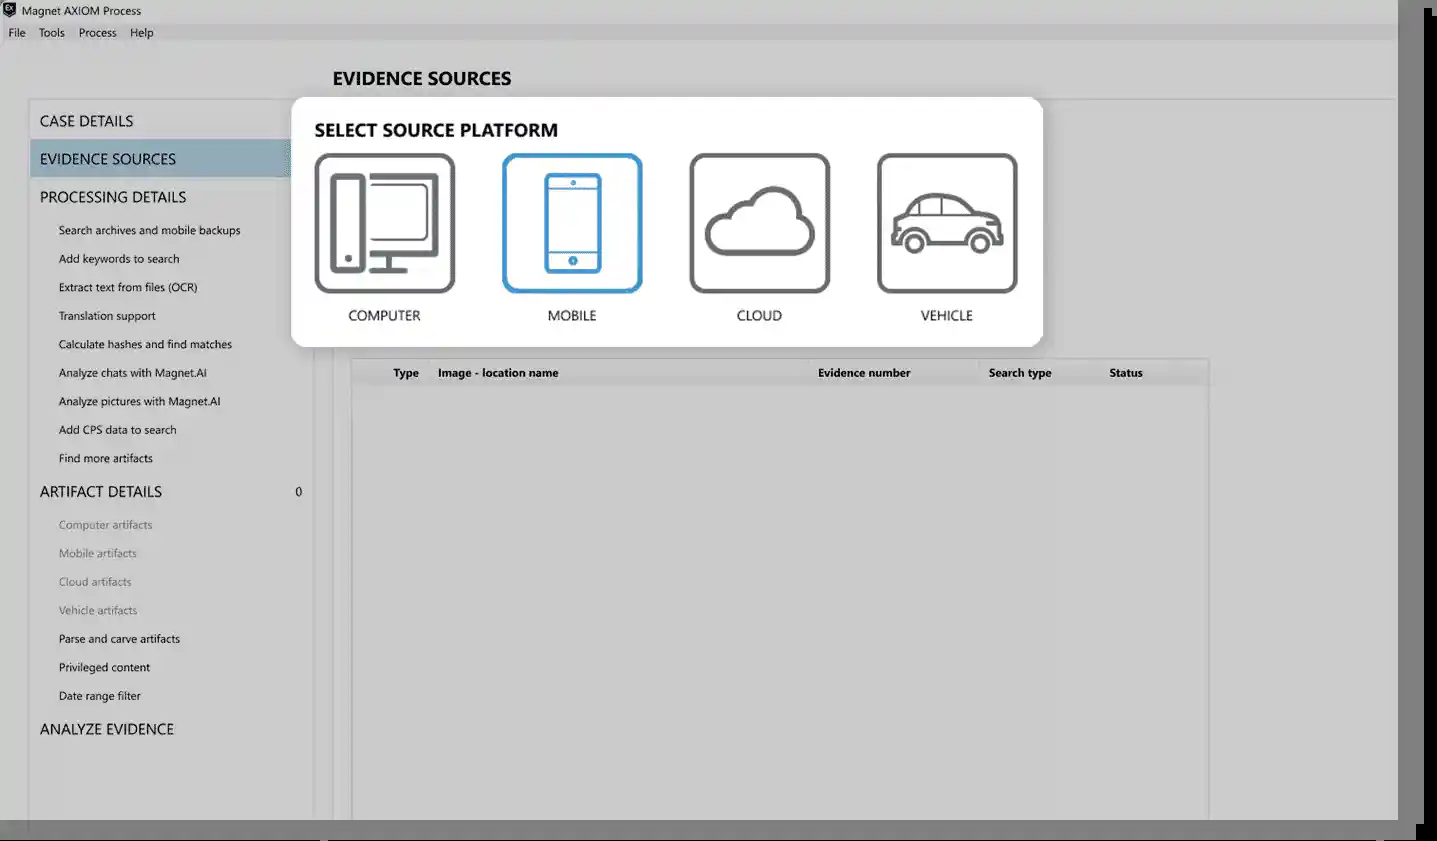 Magnet AXIOM Process
File Tools Process Help
EVIDENCE SOURCES
CASE DETAILS
EVIDENCE SOURCES
PROCESSING DETAILS
Search archives and mobile backups
Add keywords to search
Extract text from files (OCR)
Translation support
Calculate hashes and find matches
Analyze chats with Magnet.AI
Analyze pictures with Magnet.AI
Add CPS data to search
Find more artifacts
ARTIFACT DETAILS 0
Computer artifacts
Mobile artifacts
Cloud artifacts
Vehicle artifacts
Parse and carve artifacts
Privileged content
Date range filter
ANALYZE EVIDENCE
SELECT SOURCE PLATFORM
COMPUTER MOBILE CLOUD VEHICLE
Type Image - location name Evidence number Search type Status